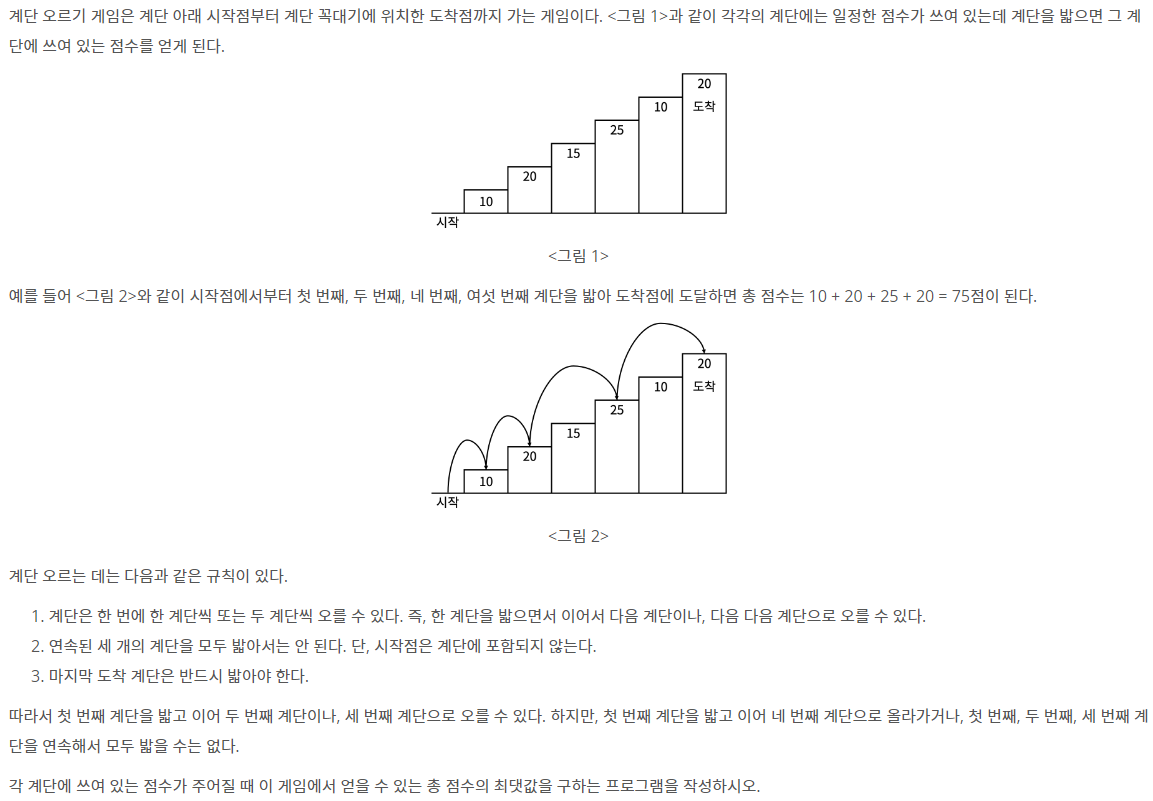 계단 오르기 게임은 계단 아래 시작점부터 계단 꼭대기에 위치한 도착점까지 가는 게임이다. <그림 1>과 같이 각각의 계단에는 일정한 점수가 쓰여 있는데 계단을 밟으면 그 계
단에 쓰여 있는 점수를 얻게 된다.
20
도착
10
25
15
20
10
시작
<그림 1>
예를 들어 <그림 2>와 같이 시작점에서부터 첫 번째, 두 번째, 네 번째, 여섯 번째 계단을 밟아 도착점에 도달하면 총 점수는 10 + 20 + 25 + 20 = 75점이 된다.
20
도착
10
25
15
20
10
시작
<그림 2>
계단 오르는 데는 다음과 같은 규칙이 있다.
1. 계단은 한 번에 한 계단씩 또는 두 계단씩 오를 수 있다. 즉, 한 계단을 밟으면서 이어서 다음 계단이나, 다음 다음 계단으로 오를 수 있다.
2. 연속된 세 개의 계단을 모두 밟아서는 안 된다. 단, 시작점은 계단에 포함되지 않는다.
3. 마지막 도착 계단은 반드시 밟아야 한다.
따라서 첫 번째 계단을 밟고 이어 두 번째 계단이나, 세 번째 계단으로 오를 수 있다. 하지만, 첫 번째 계단을 밟고 이어 네 번째 계단으로 올라가거나, 첫 번째, 두 번째, 세 번째 계
단을 연속해서 모두 밟을 수는 없다.
각 계단에 쓰여 있는 점수가 주어질 때 이 게임에서 얻을 수 있는 총 점수의 최댓값을 구하는 프로그램을 작성하시오.